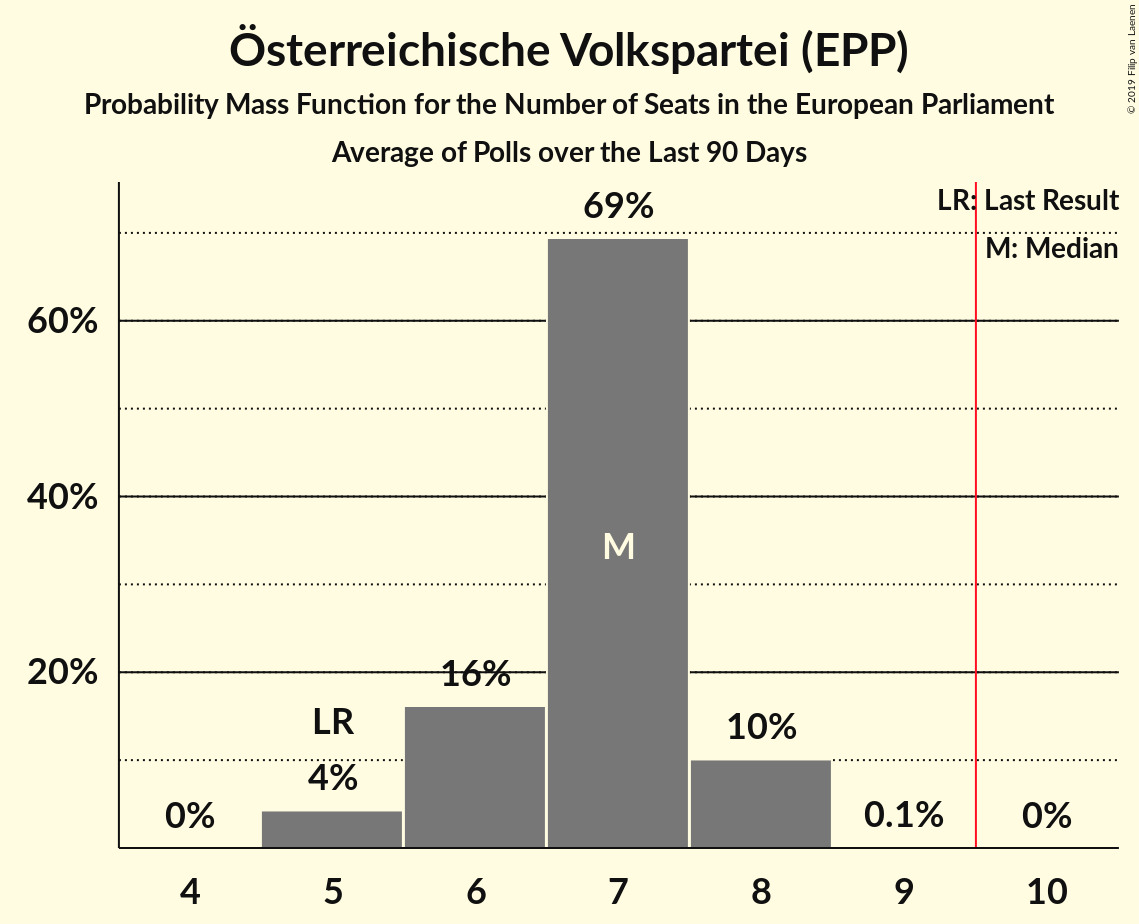 Österreichische Volkspartei (EPP)
Probability Mass Function for the Number of Seats in the European Parliament
Average of Polls over the Last 90 Days
© 2019 Filip van Laenen
LR: Last Result
M: Median
69%
60%
40%
M
20%
16%
LR
10%
4%
0%
0.1%
0%
4 5 6 7 8 9 10